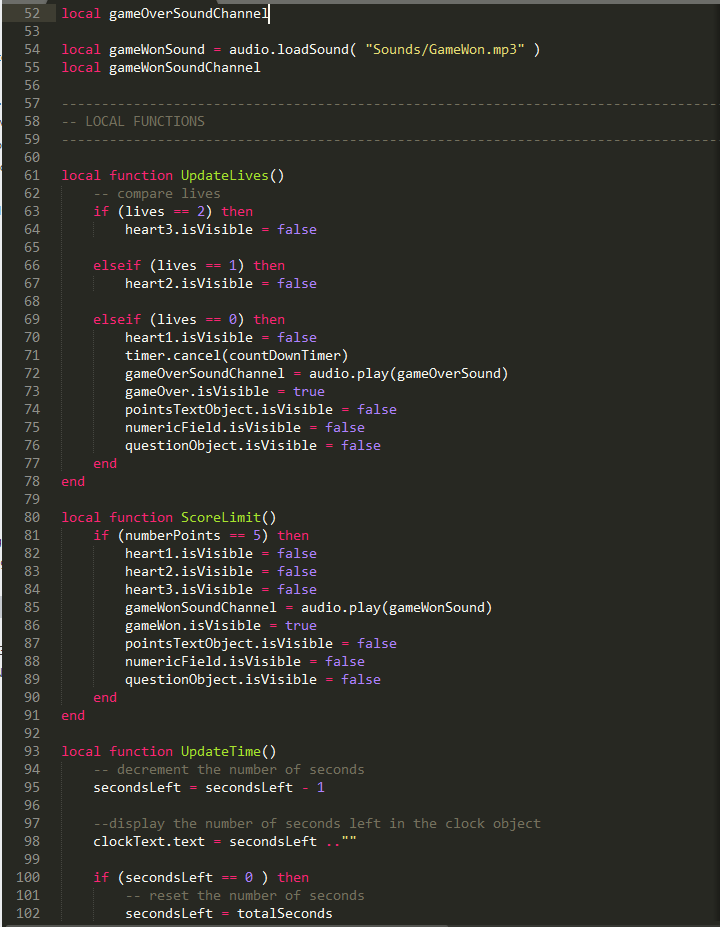 52 local gameOverSoundChannel
53
54 local gameWonSound = audio.loadSound( "Sounds/GameWon.mp3" )
55 local gameWonSoundChannel
56
57 -----------------------------------------------------------------------------------
58 -- LOCAL FUNCTIONS
59 -----------------------------------------------------------------------------------
60
61 local function UpdateLives()
62     -- compare lives
63     if (lives == 2) then
64         heart3.isVisible = false
65
66     elseif (lives == 1) then
67         heart2.isVisible = false
68
69     elseif (lives == 0) then
70         heart1.isVisible = false
71         timer.cancel(countDownTimer)
72         gameOverSoundChannel = audio.play(gameOverSound)
73         gameOver.isVisible = true
74         pointsTextObject.isVisible = false
75         numericField.isVisible = false
76         questionObject.isVisible = false
77     end
78 end
79
80 local function ScoreLimit()
81     if (numberPoints == 5) then
82         heart1.isVisible = false
83         heart2.isVisible = false
84         heart3.isVisible = false
85         gameWonSoundChannel = audio.play(gameWonSound)
86         gameWon.isVisible = true
87         pointsTextObject.isVisible = false
88         numericField.isVisible = false
89         questionObject.isVisible = false
90     end
91 end
92
93 local function UpdateTime()
94     -- decrement the number of seconds
95     secondsLeft = secondsLeft - 1
96
97     --display the number of seconds left in the clock object
98     clockText.text = secondsLeft ..""
99
100     if (secondsLeft == 0 ) then
101         -- reset the number of seconds
102         secondsLeft = totalSeconds